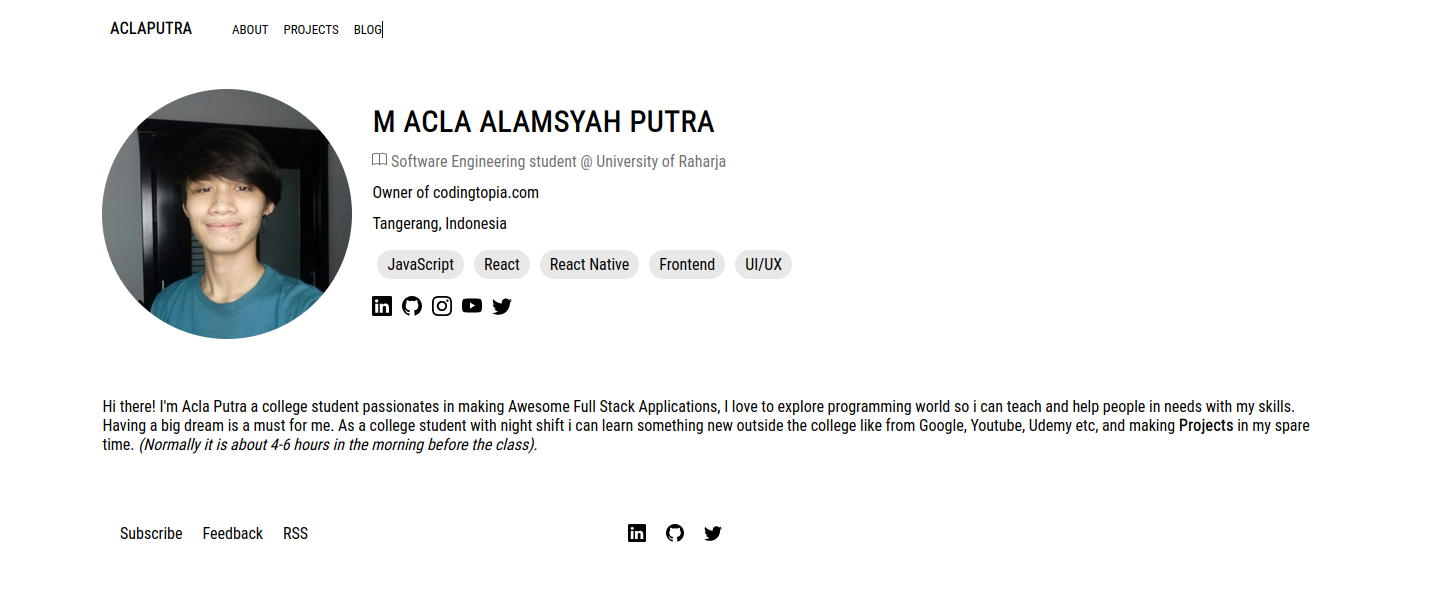 ACLAPUTRA ABOUT PROJECTS BLOG
M ACLA ALAMSYAH PUTRA
Software Engineering student @ University of Raharja
Owner of codingtopia.com
Tangerang, Indonesia
JavaScript React React Native Frontend UI/UX
Hi there! I'm Acla Putra a college student passionates in making Awesome Full Stack Applications, I love to explore programming world so i can teach and help people in needs with my skills.
Having a big dream is a must for me. As a college student with night shift i can learn something new outside the college like from Google, Youtube, Udemy etc, and making Projects in my spare
time. (Normally it is about 4-6 hours in the morning before the class).
Subscribe Feedback RSS